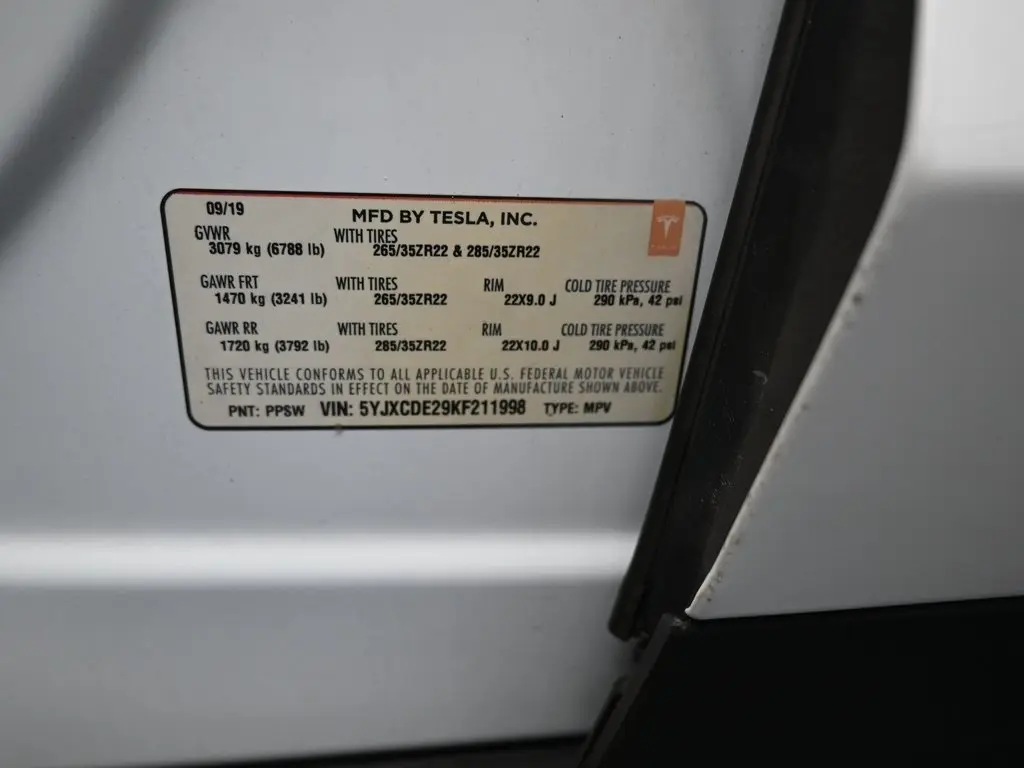 09/19
MFD BY TESLA, INC.
GVWR WITH TIRES
3079 kg (6788 lb) 265/35ZR22 & 285/35ZR22
GAWR FRT WITH TIRES RIM COLD TIRE PRESSURE
1470 kg (3241 lb) 265/35ZR22 22X9.0 J 290 kPa, 42 psi
GAWR RR WITH TIRES RIM COLD TIRE PRESSURE
1720 kg (3792 lb) 285/35ZR22 22X10.0 J 290 kPa, 42 psi
THIS VEHICLE CONFORMS TO ALL APPLICABLE U.S. FEDERAL MOTOR VEHICLE
SAFETY STANDARDS IN EFFECT ON THE DATE OF MANUFACTURE SHOWN ABOVE.
PNT: PPSW VIN: 5YJXCDE29KF211998 TYPE: MPV